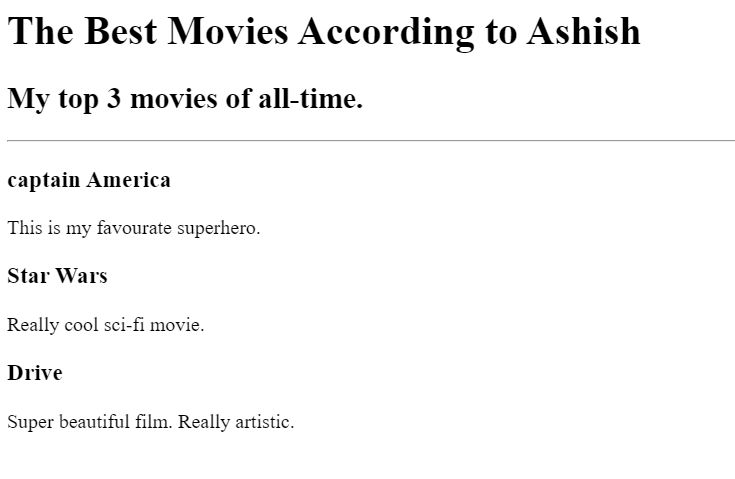 The Best Movies According to Ashish
My top 3 movies of all-time.
captain America
This is my favourate superhero.
Star Wars
Really cool sci-fi movie.
Drive
Super beautiful film. Really artistic.